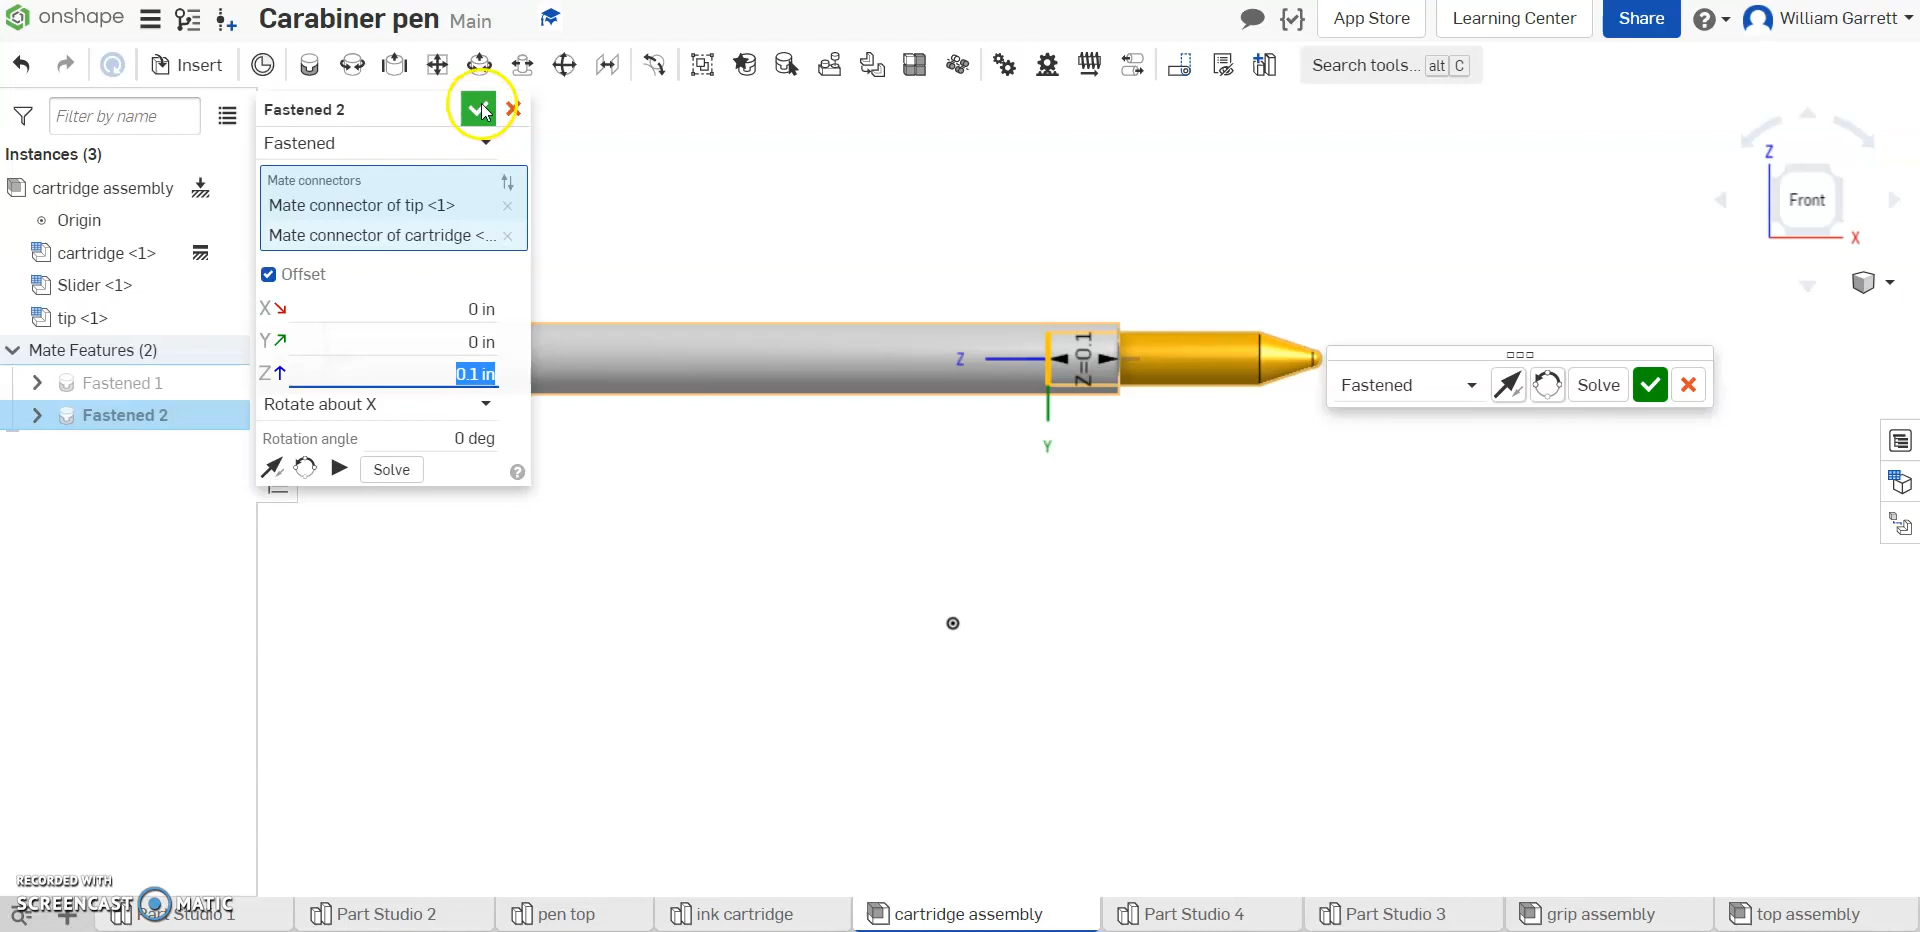 onshape
Carabiner pen Main
App Store
Learning Center
Share
William Garrett
Insert
Search tools... alt C
Filter by name
Instances (3)
cartridge assembly
Origin
cartridge <1>
Slider <1>
tip <1>
Mate Features (2)
Fastened 1
Fastened 2
Fastened 2
Fastened
Mate connectors
Mate connector of tip <1>
Mate connector of cartridge <...
Offset
X 0 in
Y 0 in
Z 0.1 in
Rotate about X
Rotation angle 0 deg
Solve
Z
Z=0.1
Y
Fastened
Solve
Z
Front
X
RECORDED WITH
SCREENCAST MATIC
Part Studio 1
Part Studio 2
pen top
ink cartridge
cartridge assembly
Part Studio 4
Part Studio 3
grip assembly
top assembly